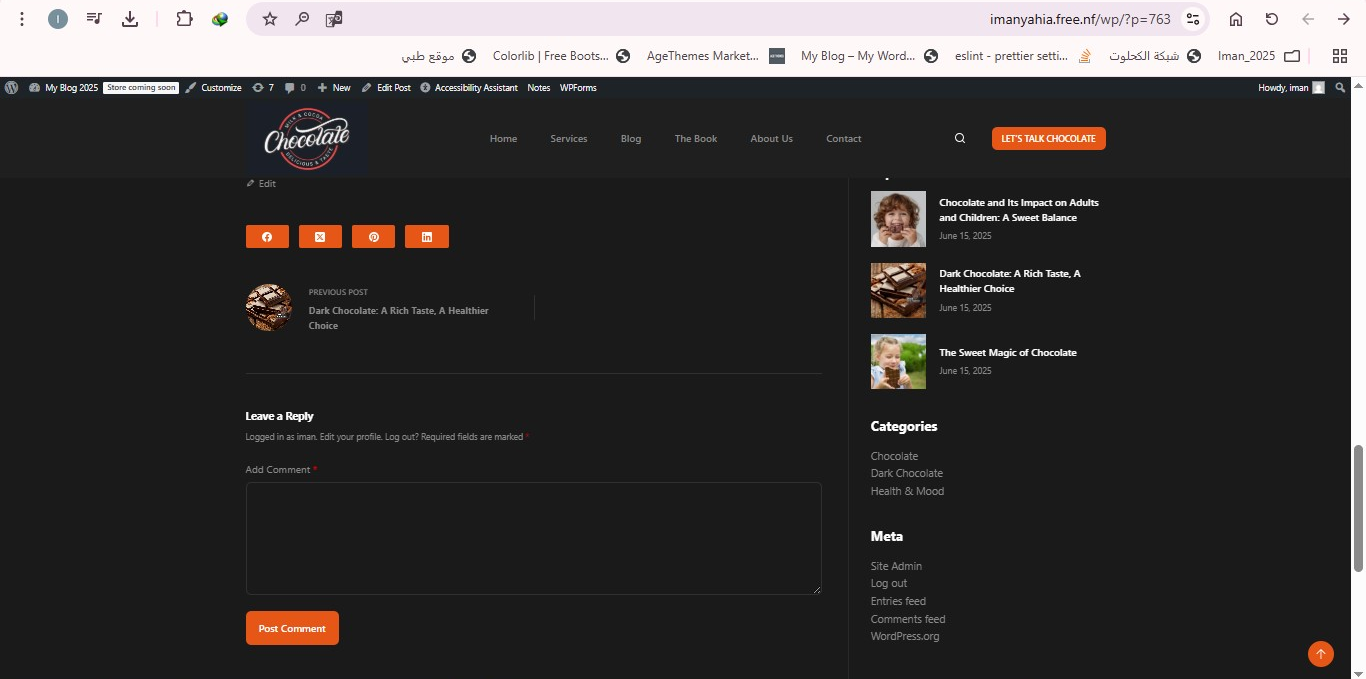 imanyahia.free.nf/wp/?p=763
موقع طبي
Colorlib | Free Boots...
AgeThemes Market...
My Blog – My Word...
eslint - prettier setti...
شبكة الكحلوت
Iman_2025
My Blog 2025
Store coming soon
Customize
7
0
New
Edit Post
Accessibility Assistant
Notes
WPForms
Howdy, iman
MILK & COCOA
Chocolate
DELICIOUS & TASTE
Home
Services
Blog
The Book
About Us
Contact
LET'S TALK CHOCOLATE
Edit
PREVIOUS POST
Dark Chocolate: A Rich Taste, A Healthier
Choice
Leave a Reply
Logged in as iman. Edit your profile. Log out? Required fields are marked *
Add Comment *
Post Comment
Chocolate and Its Impact on Adults
and Children: A Sweet Balance
June 15, 2025
Dark Chocolate: A Rich Taste, A
Healthier Choice
June 15, 2025
The Sweet Magic of Chocolate
June 15, 2025
Categories
Chocolate
Dark Chocolate
Health & Mood
Meta
Site Admin
Log out
Entries feed
Comments feed
WordPress.org